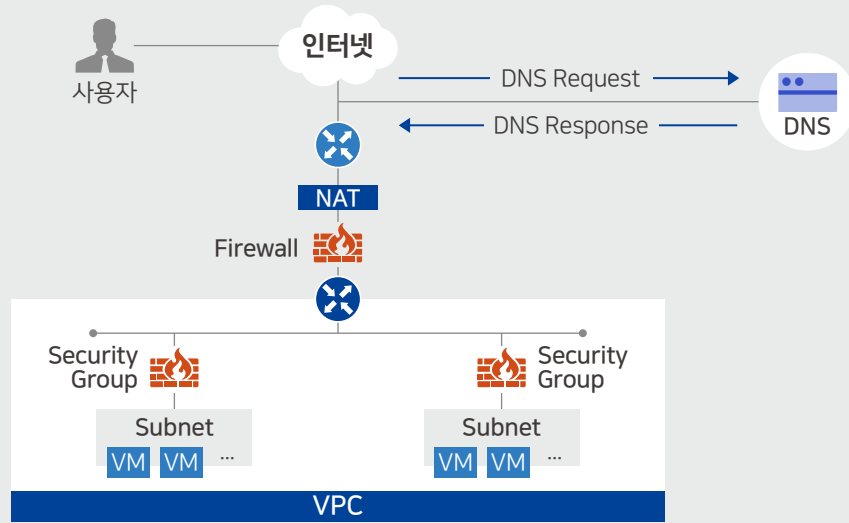 인터넷
사용자
DNS Request
DNS Response
DNS
NAT
Firewall
Security
Group
Security
Group
Subnet
VM VM ...
Subnet
VM VM ...
VPC